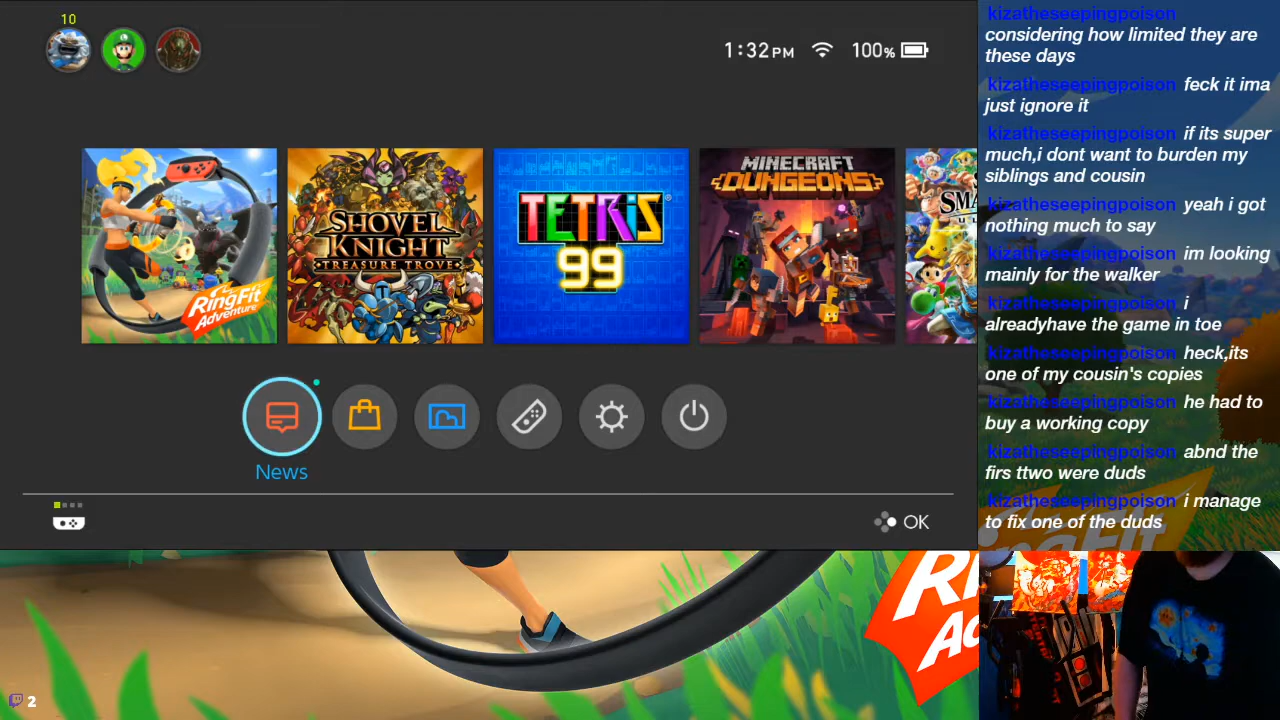 10
1:32 PM
100%
RingFit
Adventure
SHOVEL
KNIGHT
TREASURE TROVE
TETRIS
99
MINECRAFT
DUNGEONS
News
OK
2
kizatheseepingpoison
considering how limited they are
these days
kizatheseepingpoison feck it ima
just ignore it
kizatheseepingpoison if its super
much,i dont want to burden my
siblings and cousin
kizatheseepingpoison yeah i got
nothing much to say
kizatheseepingpoison im looking
mainly for the walker
kizatheseepingpoison i
alreadyhave the game in toe
kizatheseepingpoison heck,its
one of my cousin's copies
kizatheseepingpoison he had to
buy a working copy
kizatheseepingpoison abnd the
firs ttwo were duds
kizatheseepingpoison i manage
to fix one of the duds